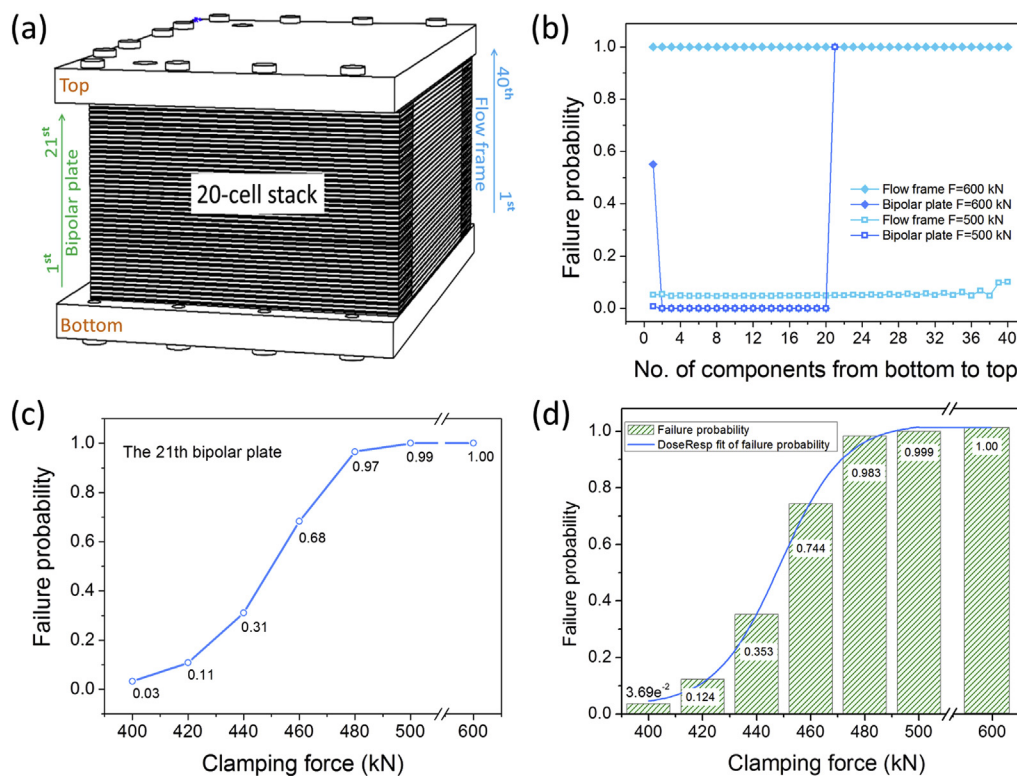 (a)
Top
40th
Flow frame
1st
21st
Bipolar plate
1st
20-cell stack
Bottom
(b)
Failure probability
1.0
0.8
0.6
0.4
0.2
0.0
Flow frame F=600 kN
Bipolar plate F=600 kN
Flow frame F=500 kN
Bipolar plate F=500 kN
0 4 8 12 16 20 24 28 32 36 40
No. of components from bottom to top
(c)
The 21th bipolar plate
Failure probability
1.0
0.8
0.6
0.4
0.2
0.0
0.03
0.11
0.31
0.68
0.97
0.99
1.00
400 420 440 460 480 500 600
Clamping force (kN)
(d)
Failure probability
DoseResp fit of failure probability
Failure probability
1.0
0.8
0.6
0.4
0.2
0.0
3.69e-2
0.124
0.353
0.744
0.983
0.999
1.00
400 420 440 460 480 500 600
Clamping force (kN)